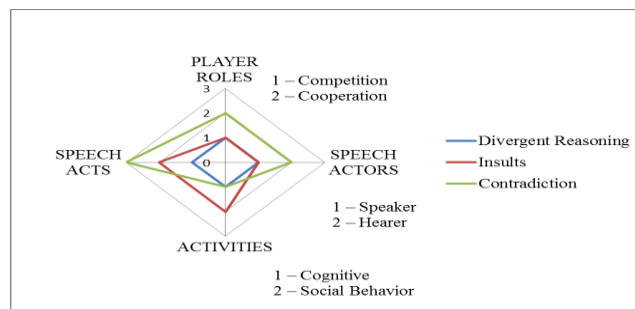 PLAYER
ROLES
1 – Competition
2 – Cooperation
3
2
1
0
SPEECH
ACTS
SPEECH
ACTORS
Divergent Reasoning
Insults
Contradiction
1 – Speaker
2 – Hearer
ACTIVITIES
1 – Cognitive
2 – Social Behavior